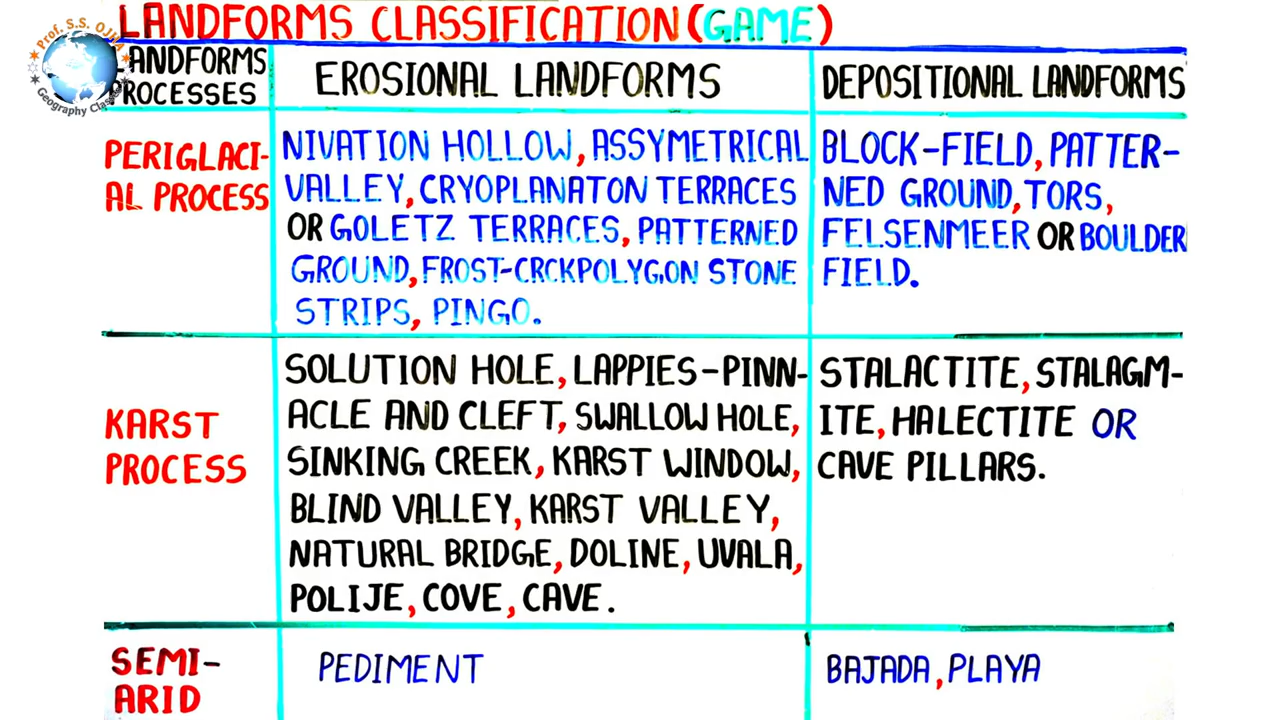 LANDFORMS CLASSIFICATION(GAME)
Prof. S.S. OJHA
Geography Classes
LANDFORMS PROCESSES
EROSIONAL LANDFORMS
DEPOSITIONAL LANDFORMS
PERIGLACI-
AL PROCESS
NIVATION HOLLOW, ASSYMETRICAL
VALLEY, CRYOPLANATON TERRACES
OR GOLETZ TERRACES, PATTERNED
GROUND, FROST-CRCKPOLYGON STONE
STRIPS, PINGO.
BLOCK-FIELD, PATTER-
NED GROUND, TORS,
FELSENMEER OR BOULDER
FIELD.
KARST
PROCESS
SOLUTION HOLE, LAPPIES-PINN-
ACLE AND CLEFT, SWALLOW HOLE,
SINKING CREEK, KARST WINDOW,
BLIND VALLEY, KARST VALLEY,
NATURAL BRIDGE, DOLINE, UVALA,
POLIJE, COVE, CAVE.
STALACTITE, STALAGM-
ITE, HALECTITE OR
CAVE PILLARS.
SEMI-
ARID
PEDIMENT
BAJADA, PLAYA